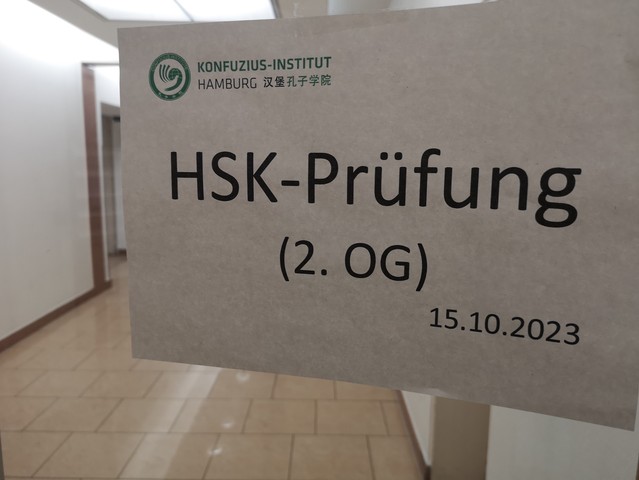 KONFUZIUS-INSTITUT
HAMBURG 汉堡孔子学院
HSK-Prüfung
(2. OG)
15.10.2023